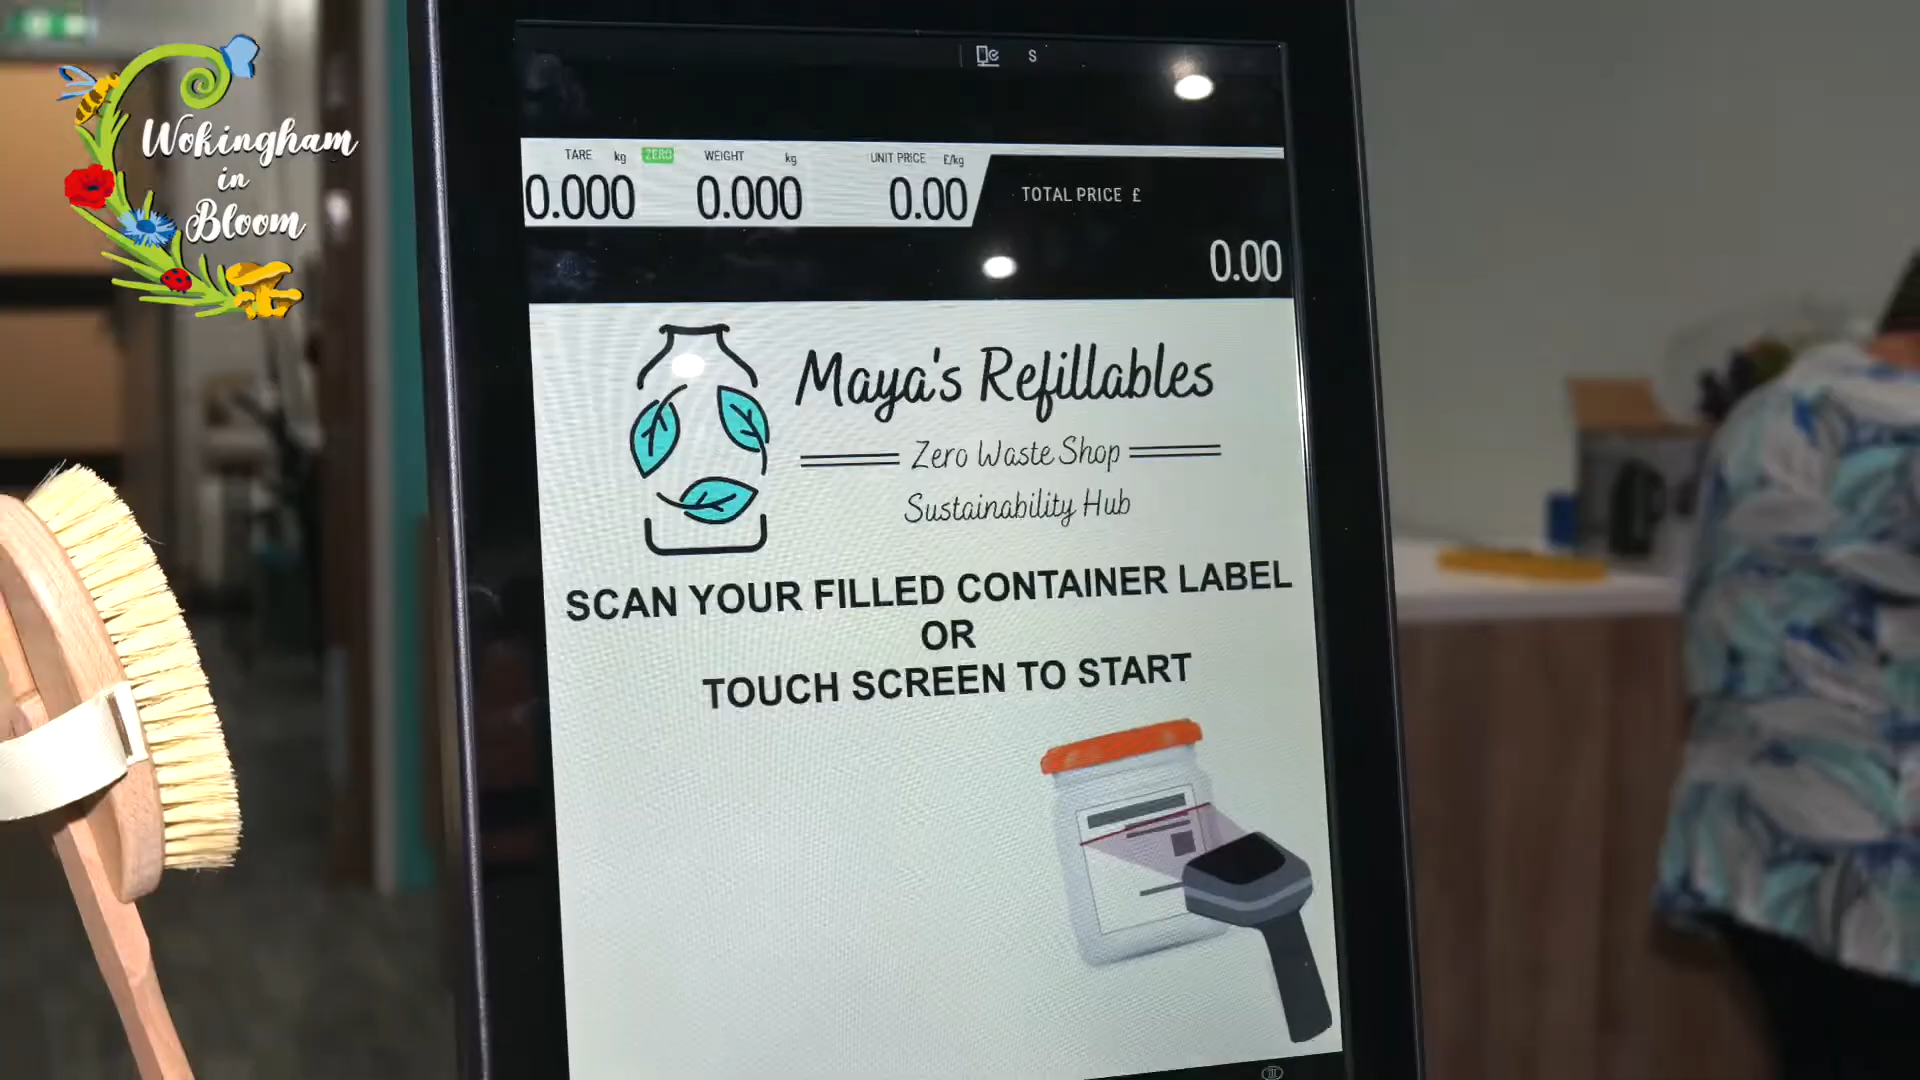 Wokingham
in
Bloom
S
TARE kg ZERO WEIGHT kg UNIT PRICE £/kg
0.000 0.000 0.00
TOTAL PRICE £
0.00
Maya's Refillables
Zero Waste Shop
Sustainability Hub
SCAN YOUR FILLED CONTAINER LABEL
OR
TOUCH SCREEN TO START